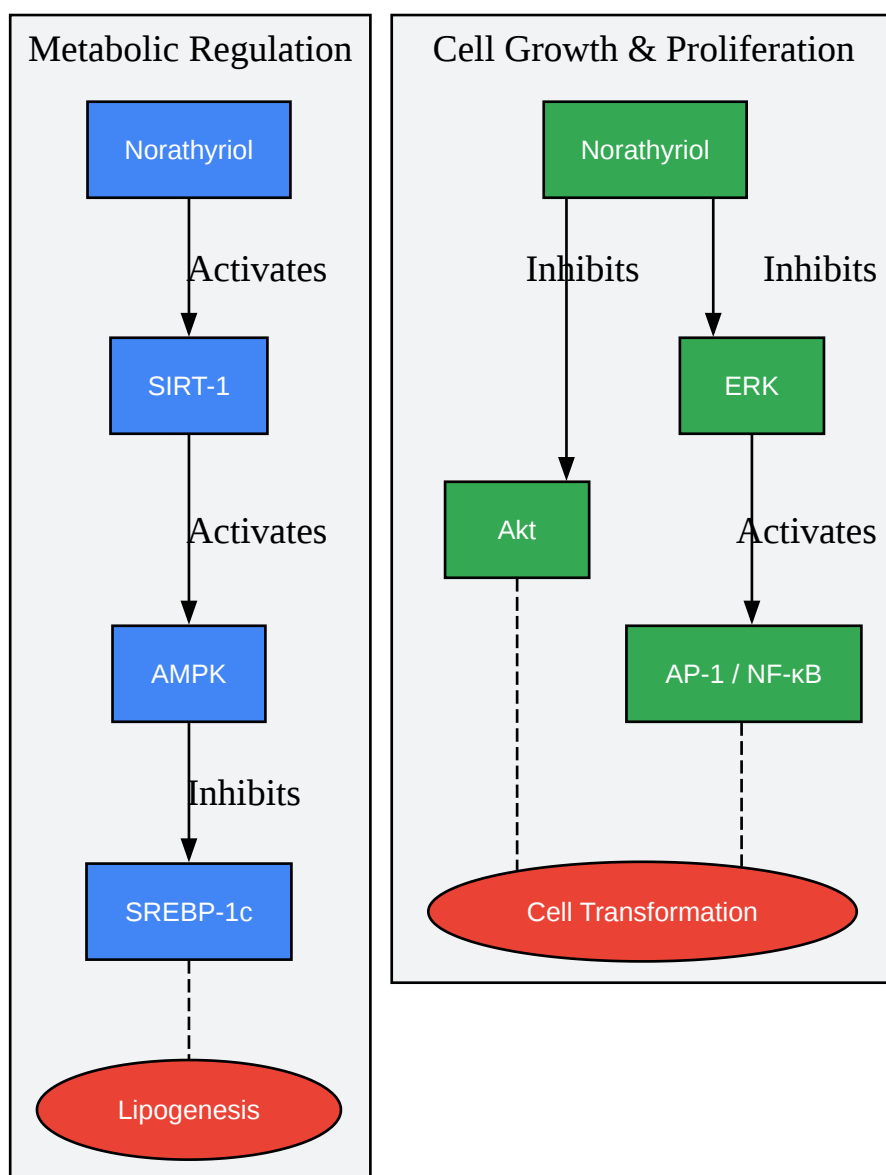 Metabolic Regulation
Norathyriol
Activates
SIRT-1
Activates
AMPK
Inhibits
SREBP-1c
Lipogenesis
Cell Growth & Proliferation
Norathyriol
Inhibits
Inhibits
ERK
Akt
Activates
AP-1 / NF-κB
Cell Transformation